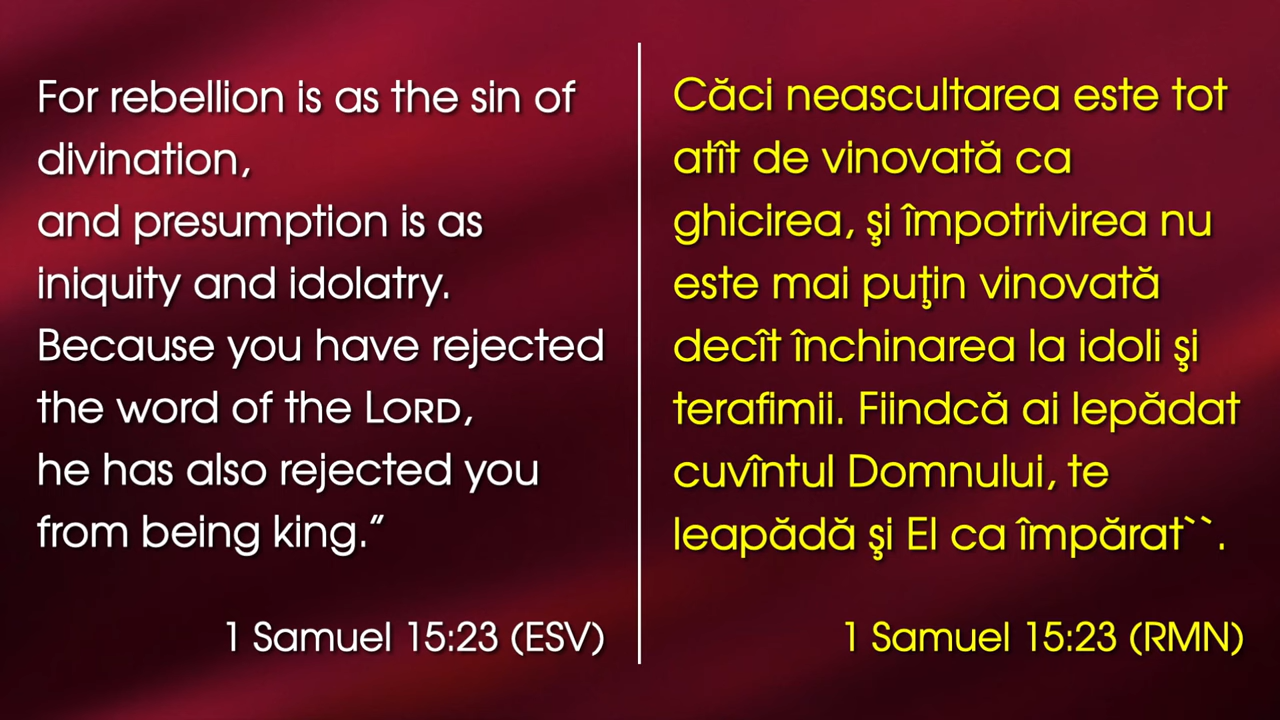 For rebellion is as the sin of
divination,
and presumption is as
iniquity and idolatry.
Because you have rejected
the word of the LORD,
he has also rejected you
from being king.”
1 Samuel 15:23 (ESV)
Căci neascultarea este tot
atît de vinovată ca
ghicirea, şi împotrivirea nu
este mai puţin vinovată
decît închinarea la idoli şi
terafimii. Fiindcă ai lepădat
cuvîntul Domnului, te
leapădă şi El ca împărat``.
1 Samuel 15:23 (RMN)